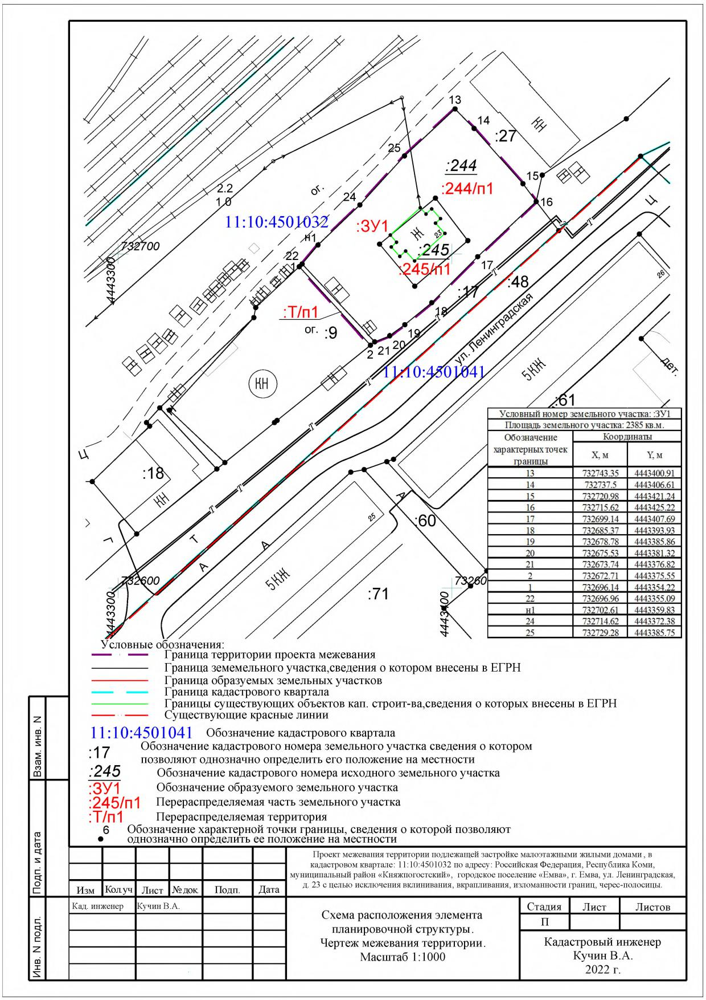 13
14
:27
КН
25
:244
15
:244/п1
2.2
1.0
ог.
24
16
11:10:4501032
:ЗУ1
Ж
23
н1
:245
732700
22
:245/п1
17
Ц
1
4443300
Т
:48
26
:17
:Т/п1
18
ог.
:9
19
20
21
2
ул. Ленинградская
11:10:4501041
5КЖ
дет.
Т
КН
:61
Т
Ц
:18
Т
КН
Т
А
25
:60
Г
Т
А
А
5КЖ
732600
73260
:71
4443300
4443400
Условный номер земельного участка: :ЗУ1
Площадь земельного участка: 2385 кв.м.
Обозначение характерных точек границы Координаты
X, м Y, м
13 732743.35 4443400.91
14 732737.5 4443406.61
15 732720.98 4443421.24
16 732715.62 4443425.22
17 732699.14 4443407.69
18 732685.37 4443393.93
19 732678.78 4443385.86
20 732675.53 4443381.32
21 732673.74 4443376.82
2 732672.71 4443375.55
1 732696.14 4443354.22
22 732696.96 4443355.09
н1 732702.61 4443359.83
24 732714.62 4443372.38
25 732729.28 4443385.75
Условные обозначения:
Граница территории проекта межевания
Граница земемельного участка,сведения о котором внесены в ЕГРН
Граница образуемых земельных участков
Граница кадастрового квартала
Границы существующих объектов кап. строит-ва,сведения о которых внесены в ЕГРН
Существующие красные линии
11:10:4501041 Обозначение кадастрового квартала
:17 Обозначение кадастрового номера земельного участка сведения о котором
позволяют однозначно определить его положение на местности
:245 Обозначение кадастрового номера исходного земельного участка
:ЗУ1 Обозначение образуемого земельного участка
:245/п1 Перераспределяемая часть земельного участка
:Т/п1 Перераспределяемая территория
6 Обозначение характерной точки границы, сведения о которой позволяют
однозначно определить ее положение на местности
Взам. инв. N
Подп. и дата
Инв. N подл.
Изм Кол.уч Лист № док. Подп. Дата
Кад. инженер Кучин В.А.
Проект межевания территории подлежащей застройке малоэтажными жилыми домами , в
кадастровом квартале: 11:10:4501032 по адресу: Российская Федерация, Республика Коми,
муниципальный район «Княжпогостский», городское поселение «Емва», г. Емва, ул. Ленинградская,
д. 23 с целью исключения вклинивания, вкрапливания, изломанности границ, черес-полосицы.
Схема расположения элемента
планировочной структуры.
Чертеж межевания территории.
Масштаб 1:1000
Стадия Лист Листов
П
Кадастровый инженер
Кучин В.А.
2022 г.